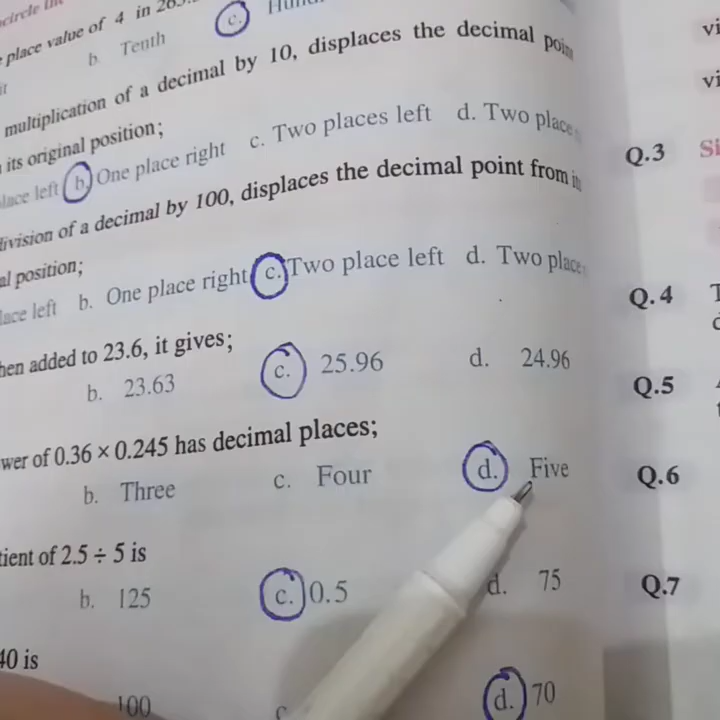 place value of 4 in
b. Tenth c.
multiplication of a decimal by 10, displaces the decimal
its original position;
left b. One place right c. Two places left d. Two
of a decimal by 100, displaces the decimal point from
position;
left b. One place right c. Two place left d. Two
added to 23.6, it gives;
b. 23.63 c. 25.96 d. 24.96
of 0.36 × 0.245 has decimal places;
b. Three c. Four d. Five
of 2.5 ÷ 5 is
b. 125 c. 0.5 d. 75
is
100 d. 70
Q.3
Q.4
Q.5
Q.6
Q.7